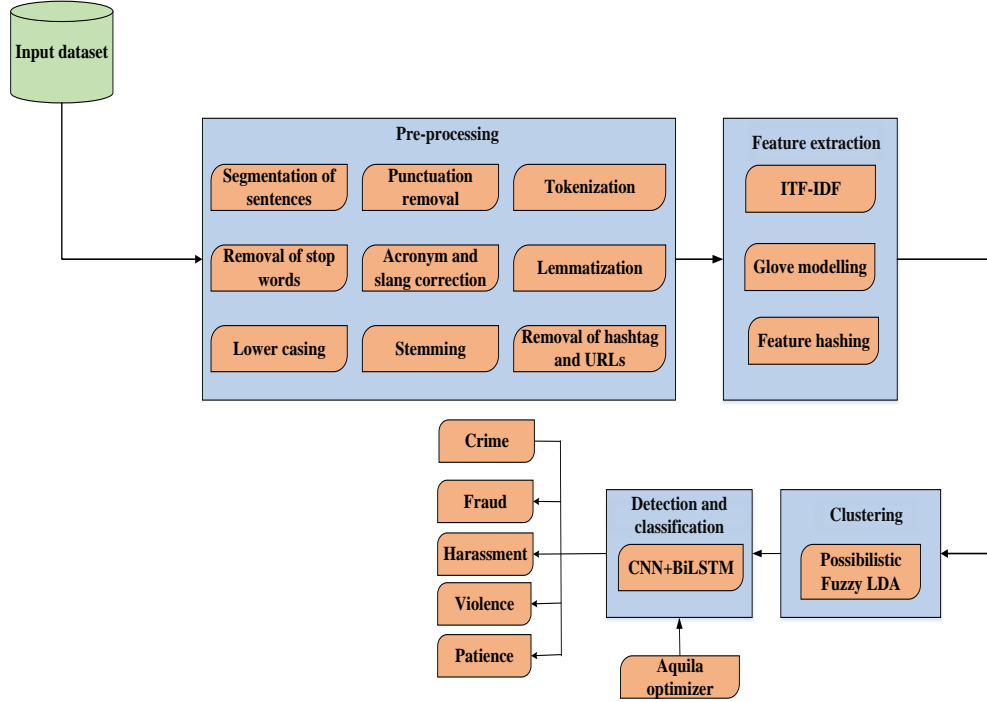 Input dataset
Pre-processing
Segmentation of
sentences
Punctuation
removal
Tokenization
Removal of stop
words
Acronym and
slang correction
Lemmatization
Lower casing
Stemming
Removal of hashtag
and URLs
Feature extraction
ITF-IDF
Glove modelling
Feature hashing
Crime
Fraud
Harassment
Violence
Patience
Detection and
classification
CNN+BiLSTM
Clustering
Possibilistic
Fuzzy LDA
Aquila
optimizer